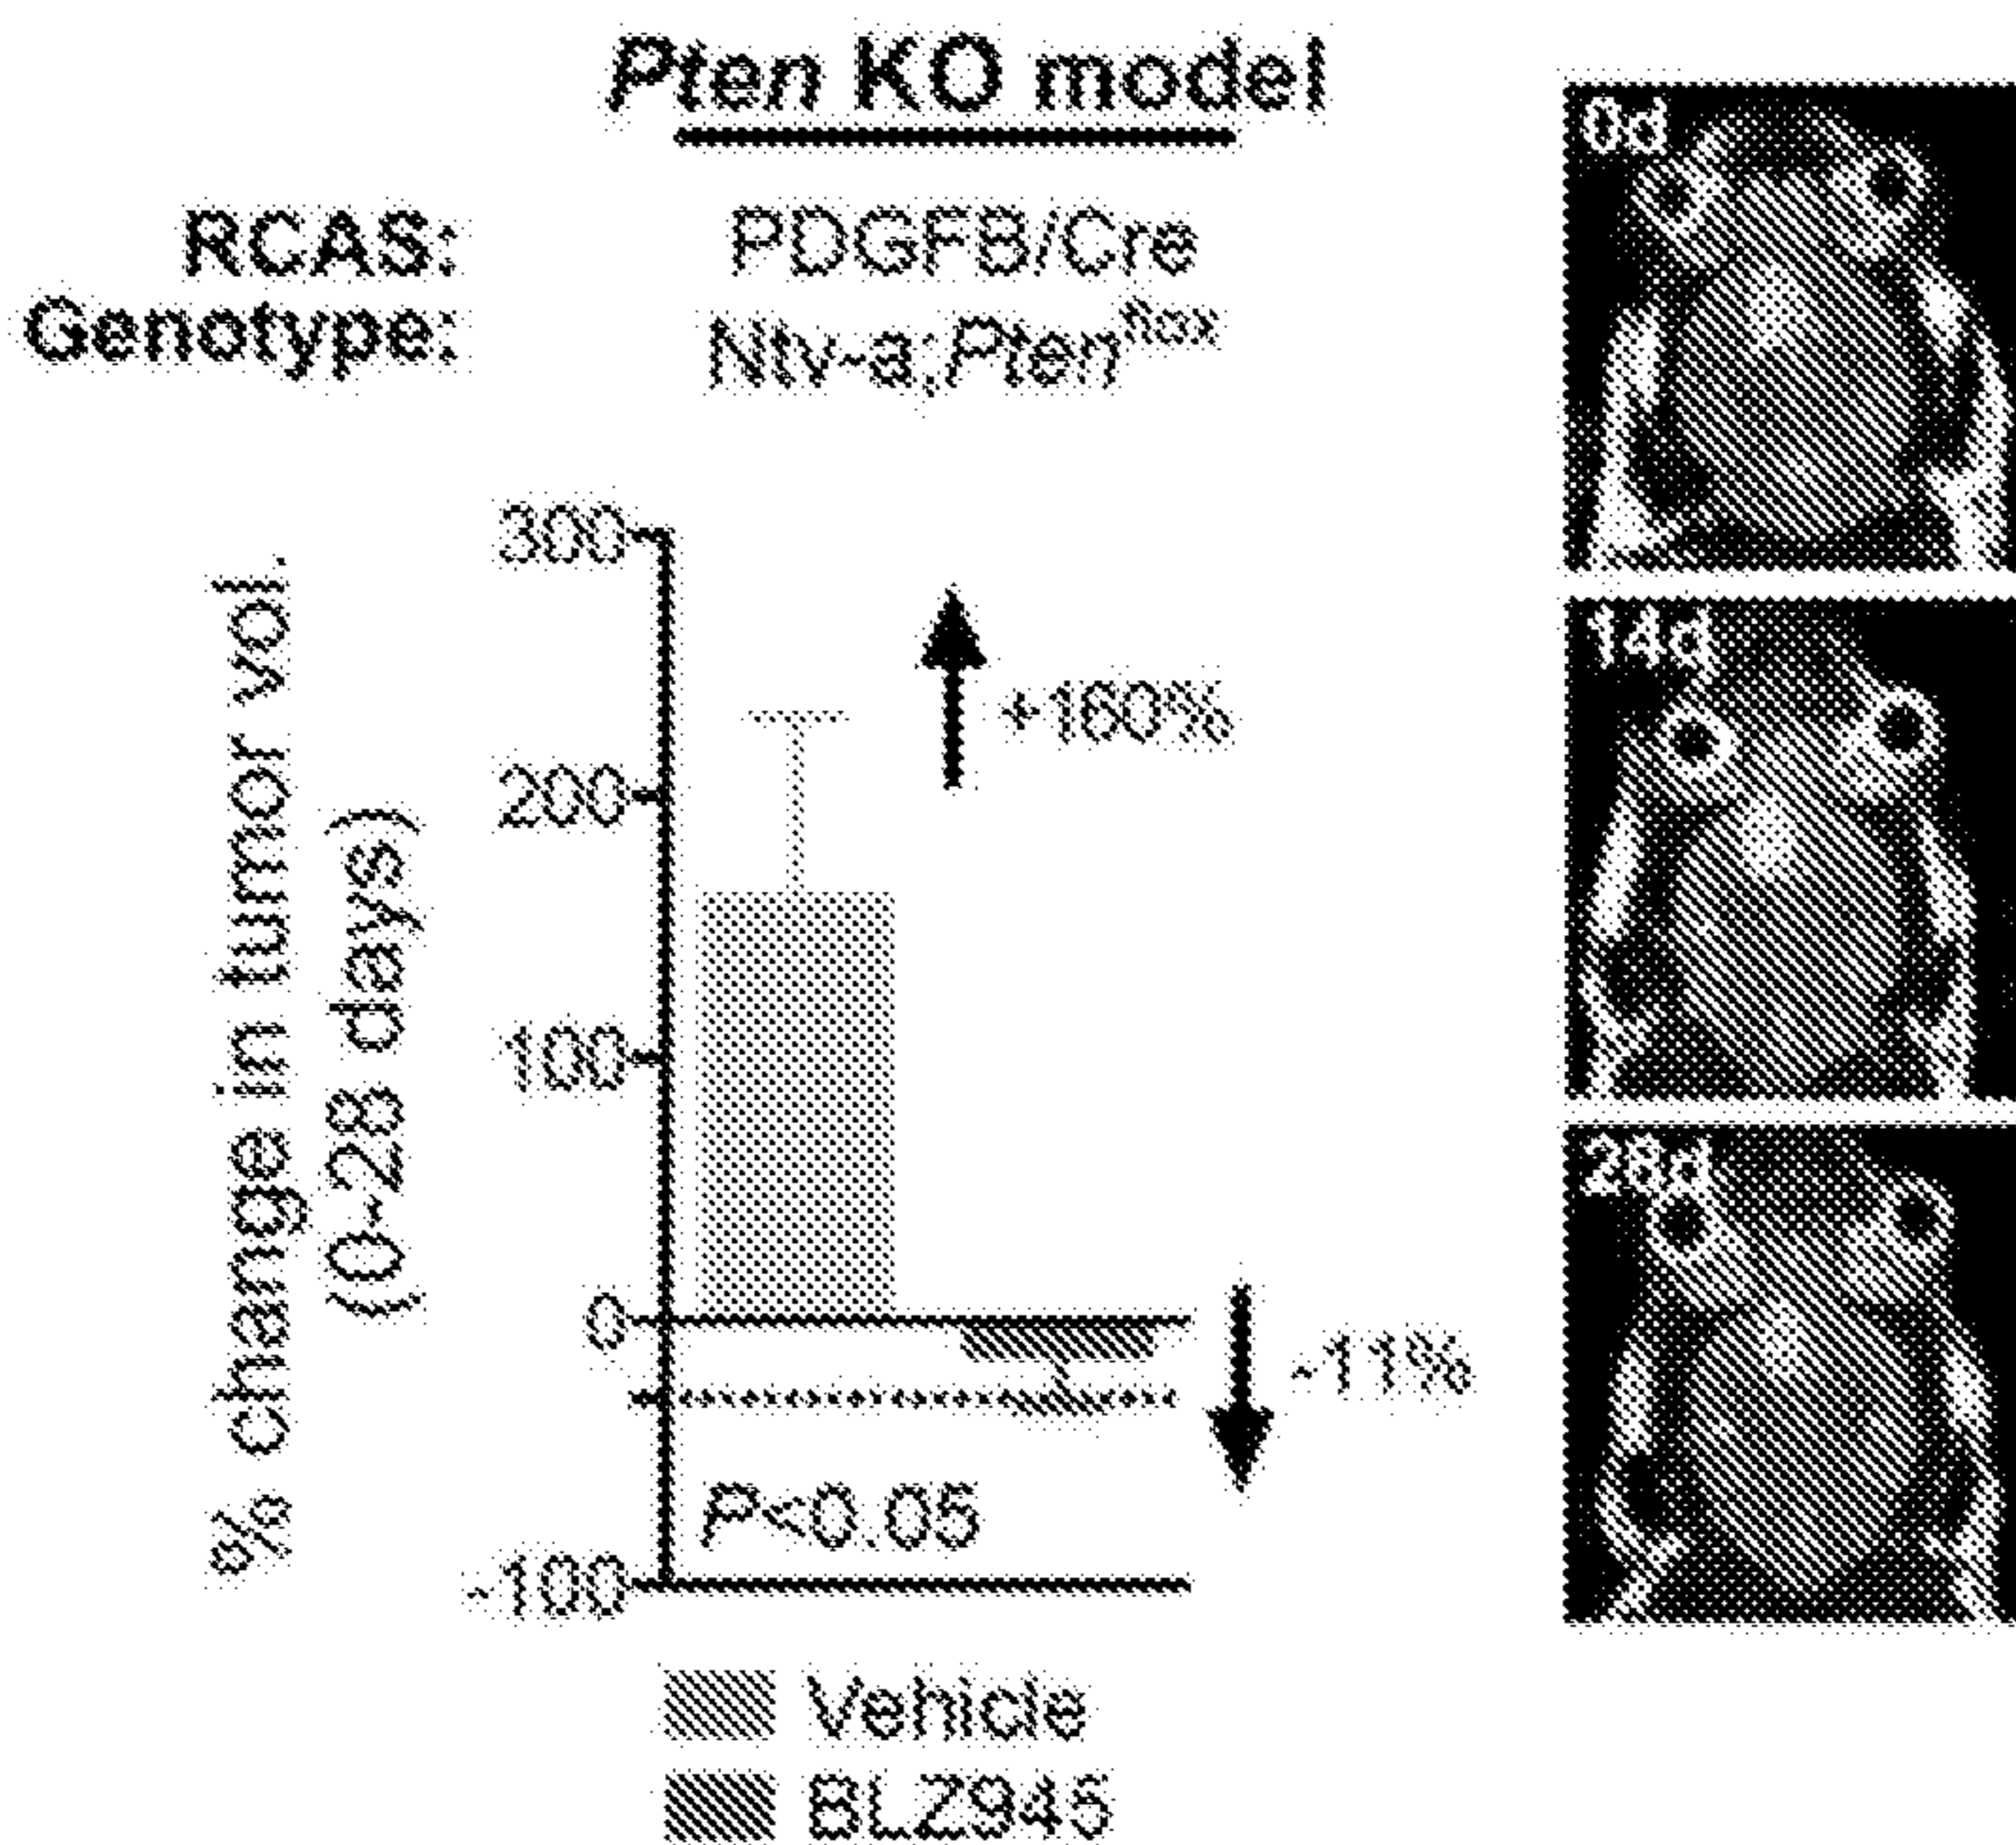 Pten KO model
RCAS: PDGFB/Cre
Genotype: Ntv-a;Pten^flox
% change in tumor vol.
(0-28 days)
300
200
100
0
-100
+160%
-11%
P<0.05
Vehicle
BLZ945
0d
14d
28d